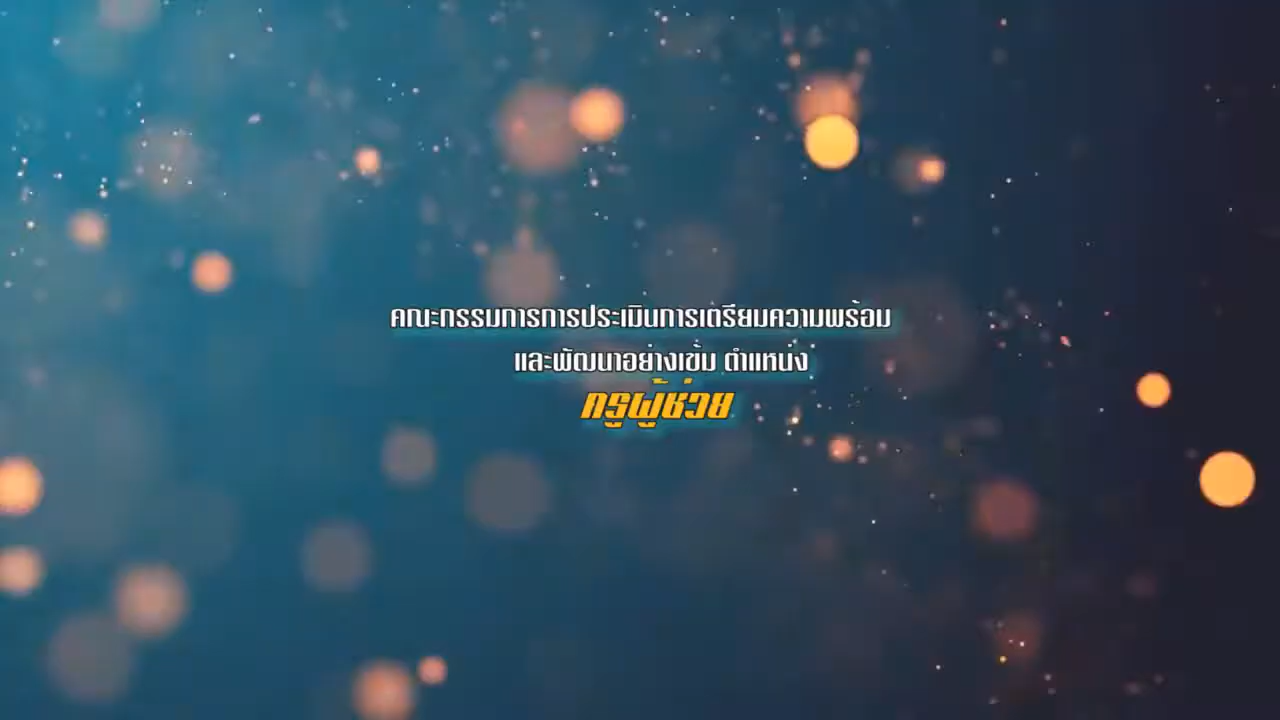 คณะกรรมการการประเมินการเตรียมความพร้อม
และพัฒนาอย่างเข้ม ตำแหน่ง
ครูผู้ช่วย